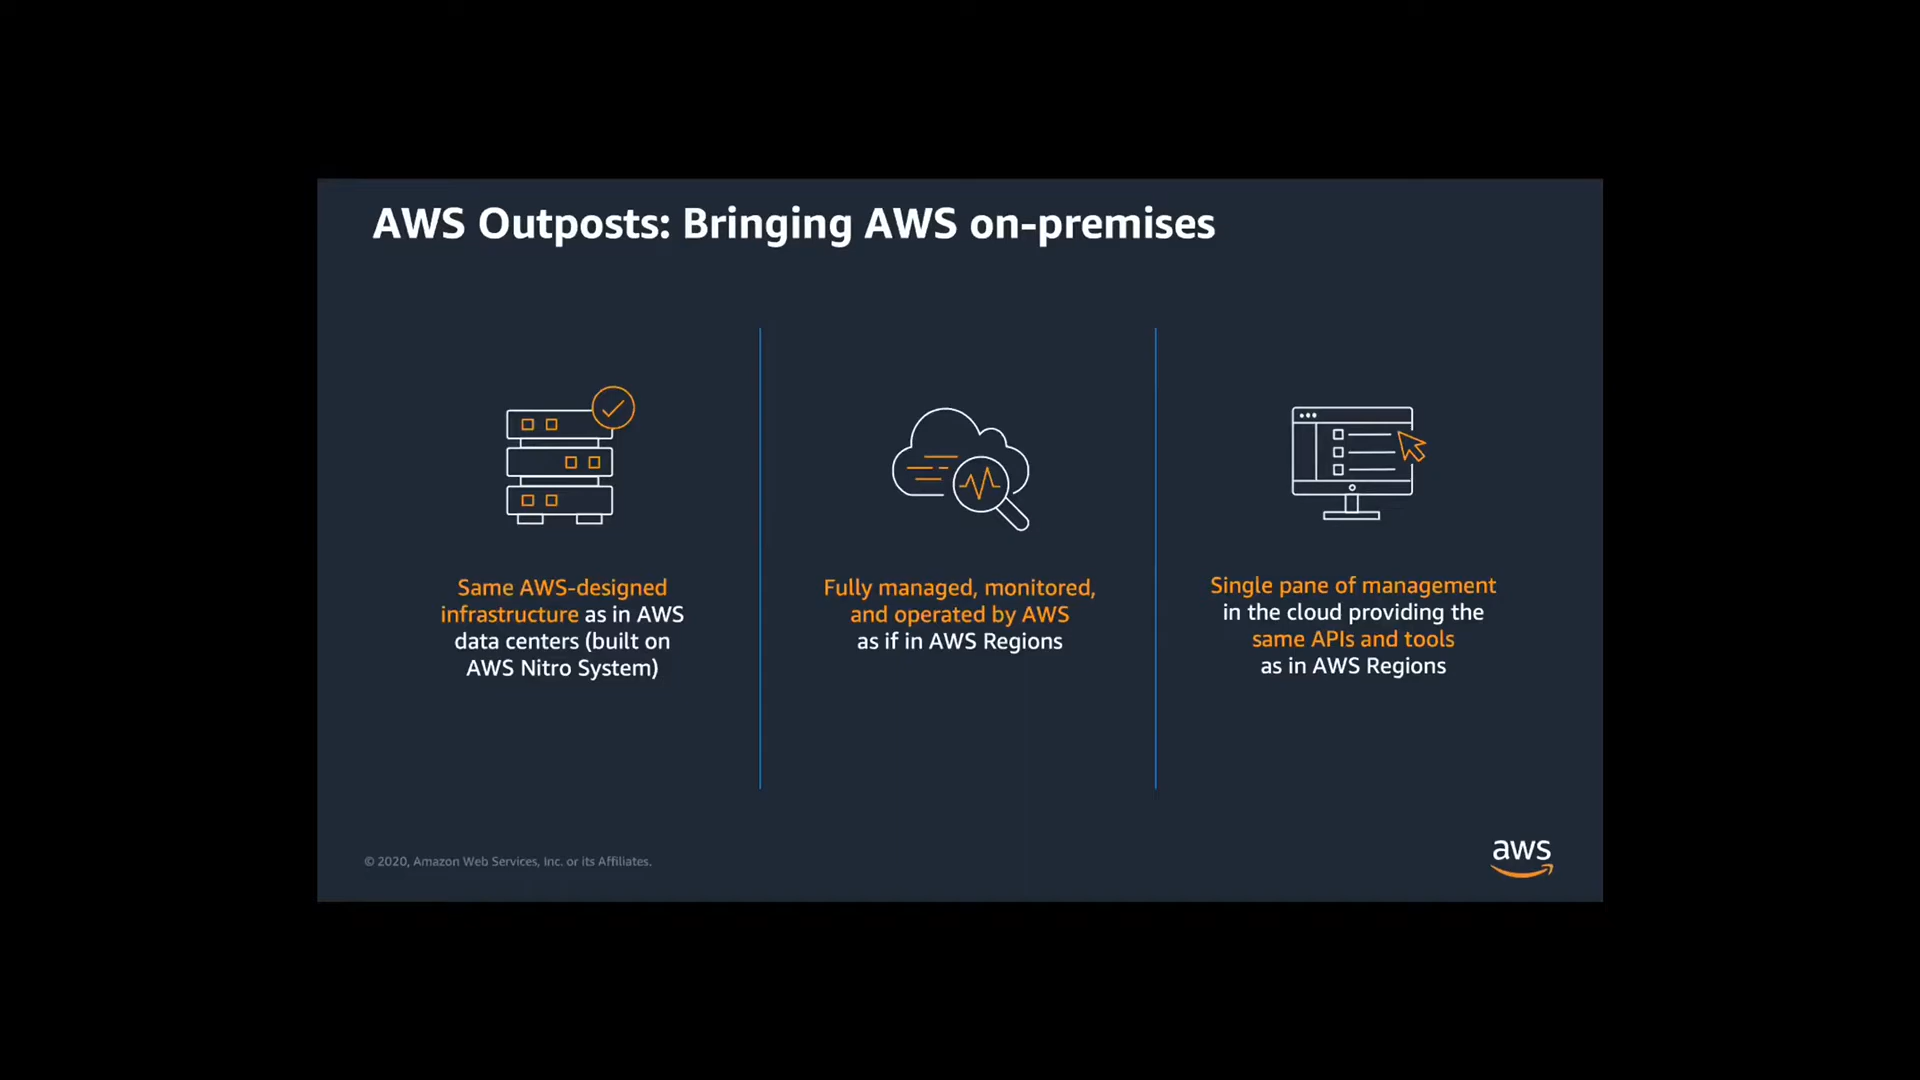 AWS Outposts: Bringing AWS on-premises
Same AWS-designed
infrastructure as in AWS
data centers (built on
AWS Nitro System)
Fully managed, monitored,
and operated by AWS
as if in AWS Regions
Single pane of management
in the cloud providing the
same APIs and tools
as in AWS Regions
© 2020, Amazon Web Services, Inc. or its Affiliates.
aws